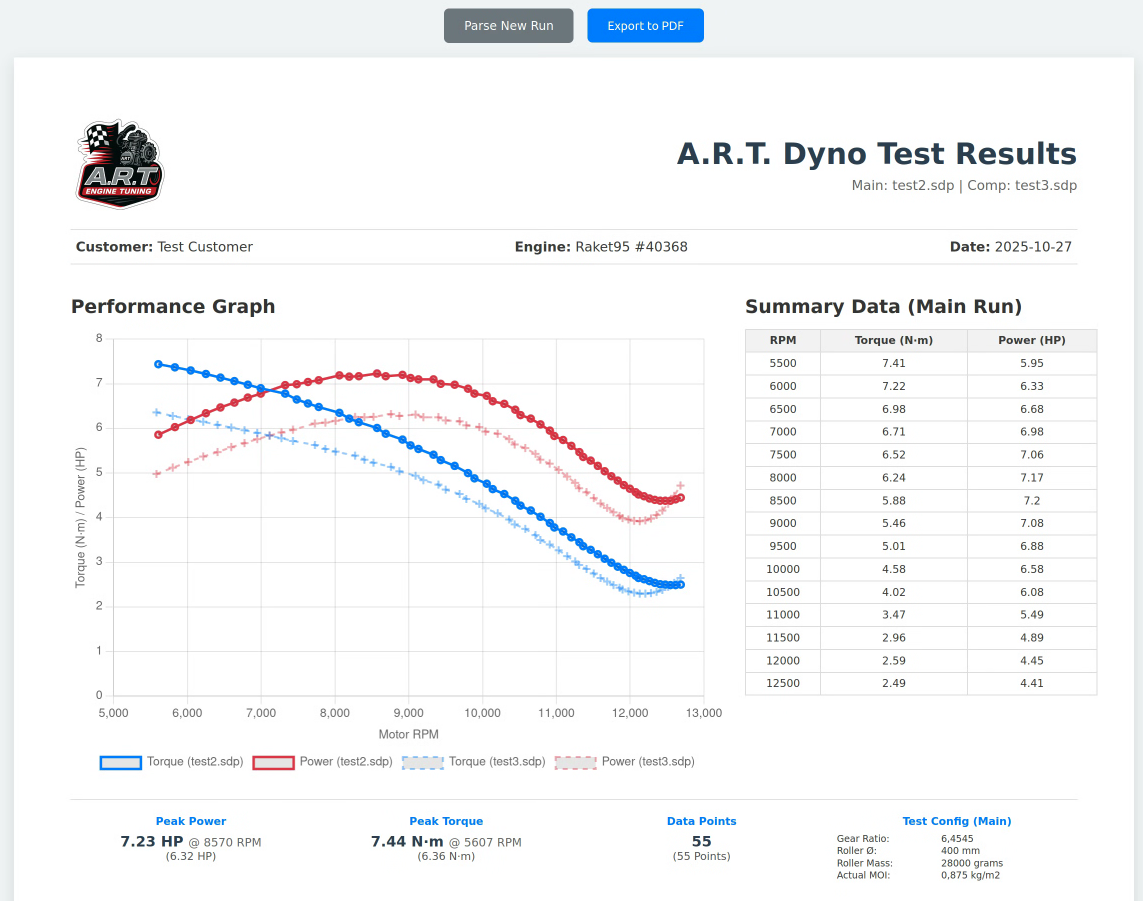 Parse New Run
Export to PDF
ART
A.R.T
ENGINE TUNING
A.R.T. Dyno Test Results
Main: test2.sdp | Comp: test3.sdp
Customer: Test Customer
Engine: Raket95 #40368
Date: 2025-10-27
Performance Graph
8
7
6
5
4
3
2
1
0
Torque (N·m) / Power (HP)
5,000 6,000 7,000 8,000 9,000 10,000 11,000 12,000 13,000
Motor RPM
Torque (test2.sdp) Power (test2.sdp) Torque (test3.sdp) Power (test3.sdp)
Summary Data (Main Run)
RPM Torque (N·m) Power (HP)
5500 7.41 5.95
6000 7.22 6.33
6500 6.98 6.68
7000 6.71 6.98
7500 6.52 7.06
8000 6.24 7.17
8500 5.88 7.2
9000 5.46 7.08
9500 5.01 6.88
10000 4.58 6.58
10500 4.02 6.08
11000 3.47 5.49
11500 2.96 4.89
12000 2.59 4.45
12500 2.49 4.41
Peak Power
7.23 HP @ 8570 RPM
(6.32 HP)
Peak Torque
7.44 N·m @ 5607 RPM
(6.36 N·m)
Data Points
55
(55 Points)
Test Config (Main)
Gear Ratio: 6,4545
Roller Ø: 400 mm
Roller Mass: 28000 grams
Actual MOI: 0,875 kg/m2